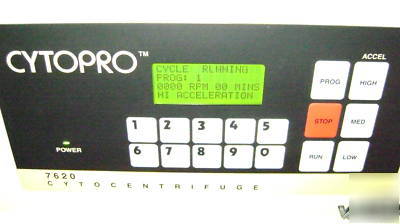 CYTOPRO™
CYCLE RUNNING
PROG: 1
0000 RPM 00 MINS
HI ACCELERATION
ACCEL
PROG
HIGH
STOP
MED
RUN
LOW
1 2 3 4 5
6 7 8 9 0
POWER
7620
CYTOCENTRIFUGE